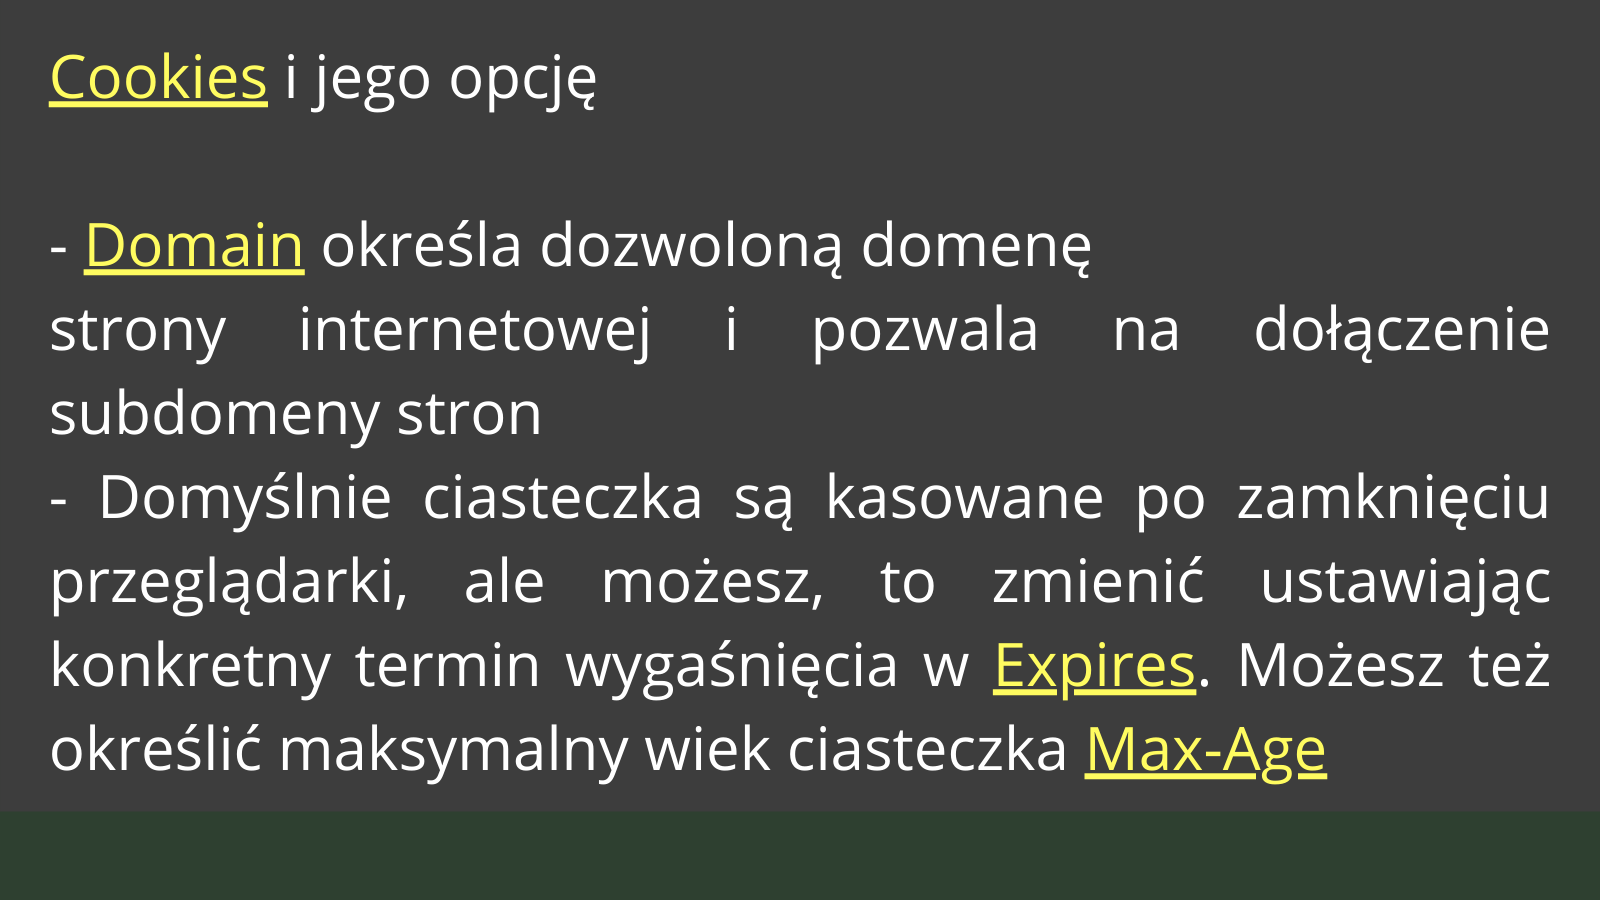 Cookies i jego opcję
- Domain określa dozwoloną domenę
strony internetowej i pozwala na dołączenie
subdomeny stron
- Domyślnie ciasteczka są kasowane po zamknięciu
przeglądarki, ale możesz, to zmienić ustawiając
konkretny termin wygaśnięcia w Expires. Możesz też
określić maksymalny wiek ciasteczka Max-Age